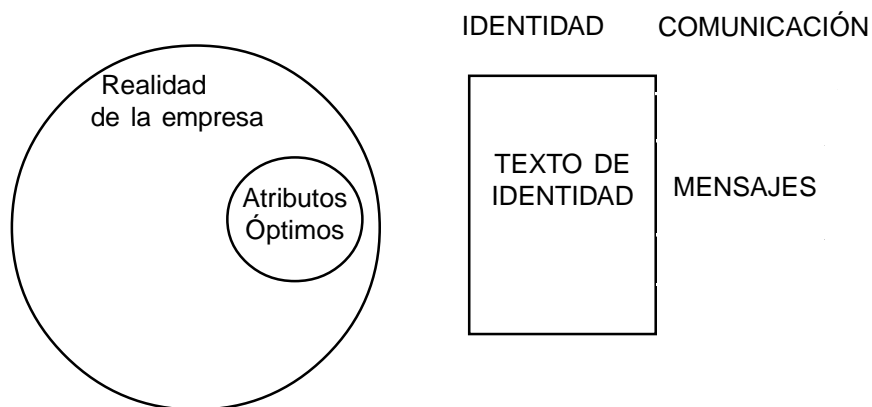 IDENTIDAD COMUNICACIÓN
Realidad
de la empresa
Atributos
Óptimos
TEXTO DE
IDENTIDAD
MENSAJES